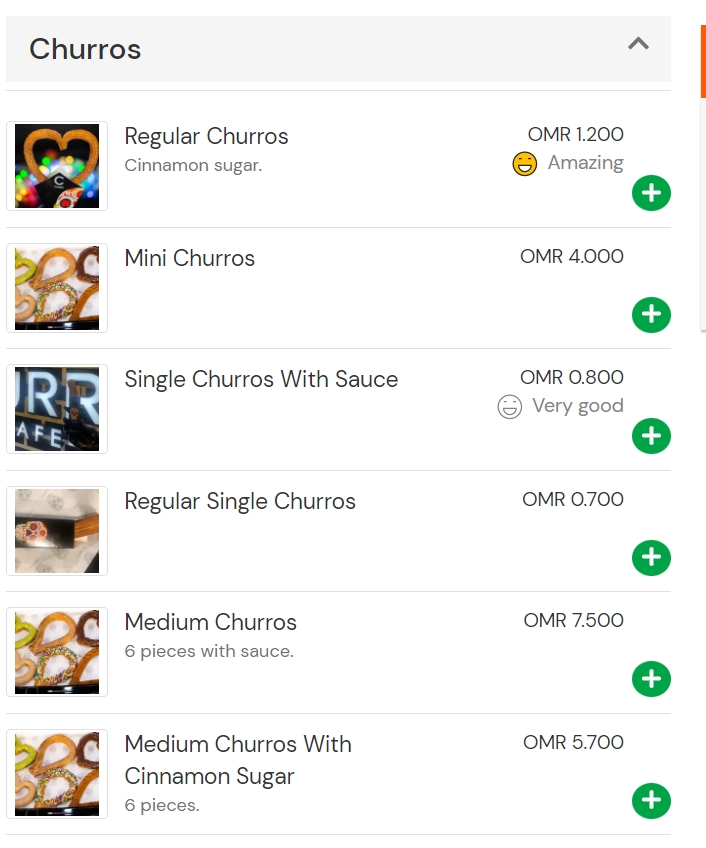 Churros
Regular Churros
OMR 1.200
Cinnamon sugar.
Amazing
Mini Churros
OMR 4.000
Single Churros With Sauce
OMR 0.800
Very good
Regular Single Churros
OMR 0.700
Medium Churros
OMR 7.500
6 pieces with sauce.
Medium Churros With
OMR 5.700
Cinnamon Sugar
6 pieces.